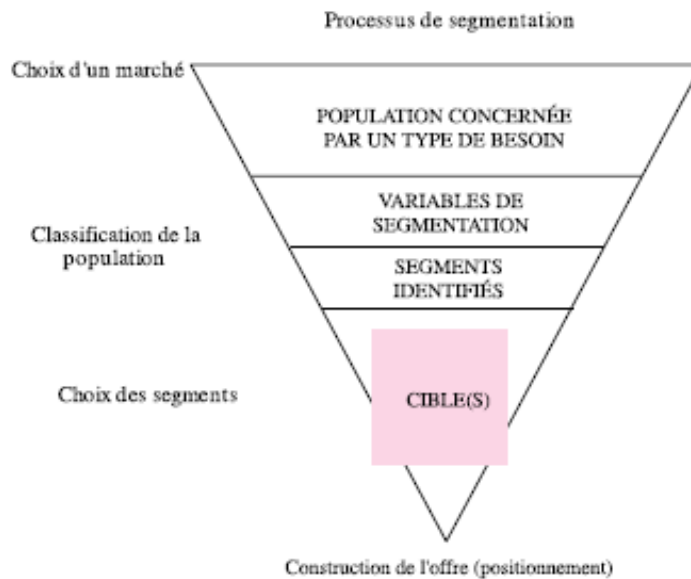 Processus de segmentation
Choix d'un marché
POPULATION CONCERNÉE
PAR UN TYPE DE BESOIN
VARIABLES DE
SEGMENTATION
Classification de la
population
SEGMENTS
IDENTIFIÉS
Choix des segments
CIBLE(S)
Construction de l'offre (positionnement)